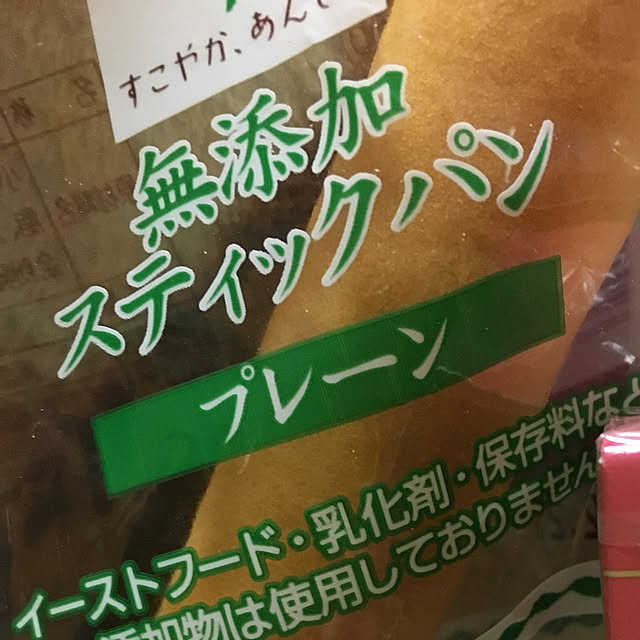 すこやか、あんし
無添加
スティックパン
プレーン
イーストフード・乳化剤・保存料など
添加物は使用しておりません